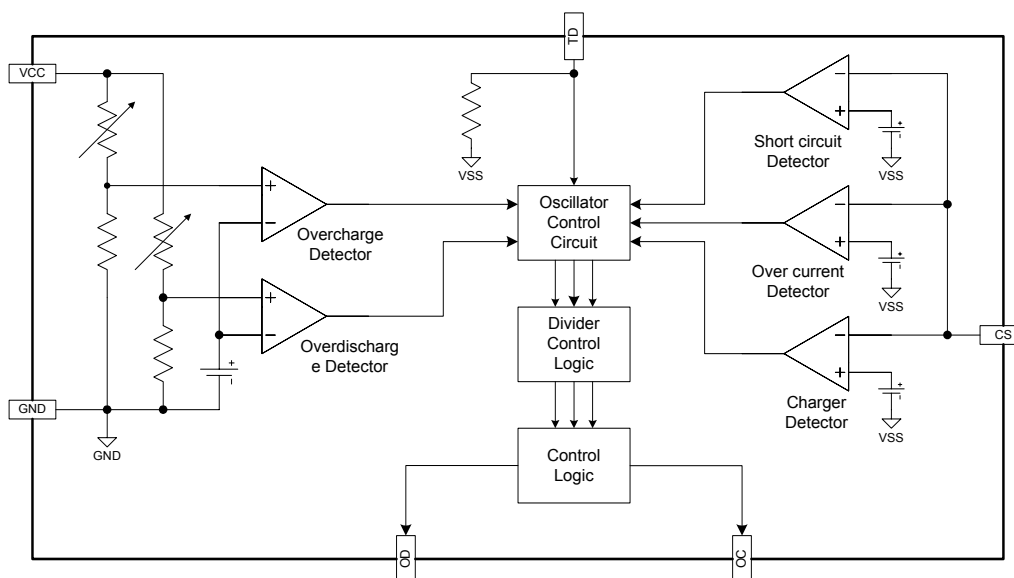 TD
VCC
+
-
Short circuit
Detector
+
-
VSS
VSS
+
-
Overcharge
Detector
Oscillator
Control
Circuit
-
+
Over current
Detector
+
-
VSS
+
-
Overdischarg
e Detector
+
-
Divider
Control
Logic
-
+
Charger
Detector
+
-
VSS
CS
GND
GND
Control
Logic
OD
OC